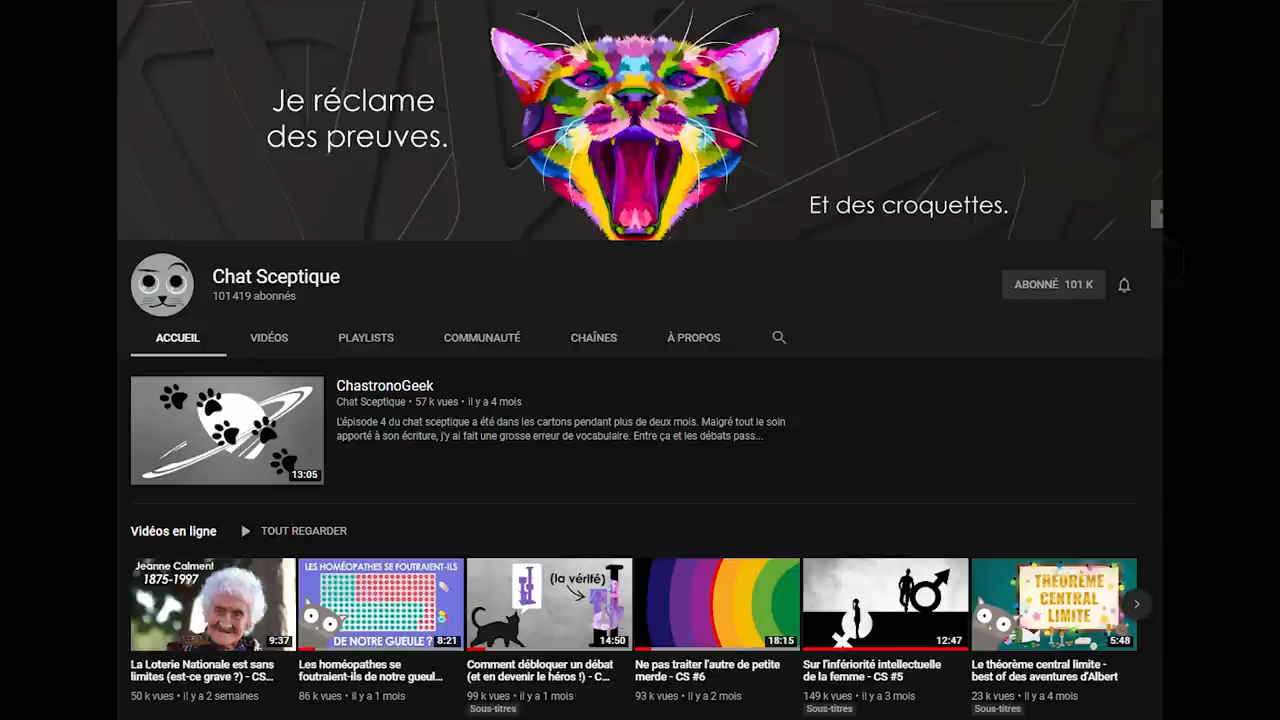 Je réclame
des preuves.
Et des croquettes.
Chat Sceptique
101 419 abonnés
ABONNÉ 101 K
ACCUEIL VIDÉOS PLAYLISTS COMMUNAUTÉ CHAÎNES À PROPOS
13:05
ChastronoGeek
Chat Sceptique • 57 k vues • il y a 4 mois
L'épisode 4 du chat sceptique a été dans les cartons pendant plus de deux mois. Malgré tout le soin
apporté à son écriture, j'y ai fait une grosse erreur de vocabulaire. Entre ça et les débats pass...
Vidéos en ligne TOUT REGARDER
Jeanne Calment
1875-1997
9:37
La Loterie Nationale est sans
limites (est-ce grave ?) - CS...
50 k vues • il y a 2 semaines
LES HOMÉOPATHES SE FOUTRAIENT-ILS
DE NOTRE GUEULE ?
8:21
Les homéopathes se
foutraient-ils de notre gueul...
86 k vues • il y a 1 mois
(la vérité)
14:50
Comment débloquer un débat
(et en devenir le héros !) - C...
99 k vues • il y a 1 mois
Sous-titres
18:15
Ne pas traiter l'autre de petite
merde - CS #6
93 k vues • il y a 2 mois
12:47
Sur l'infériorité intellectuelle
de la femme - CS #5
149 k vues • il y a 3 mois
Sous-titres
THÉORÈME
CENTRAL
LIMITE
5:48
Le théorème central limite -
best of des aventures d'Albert
23 k vues • il y a 4 mois
Sous-titres